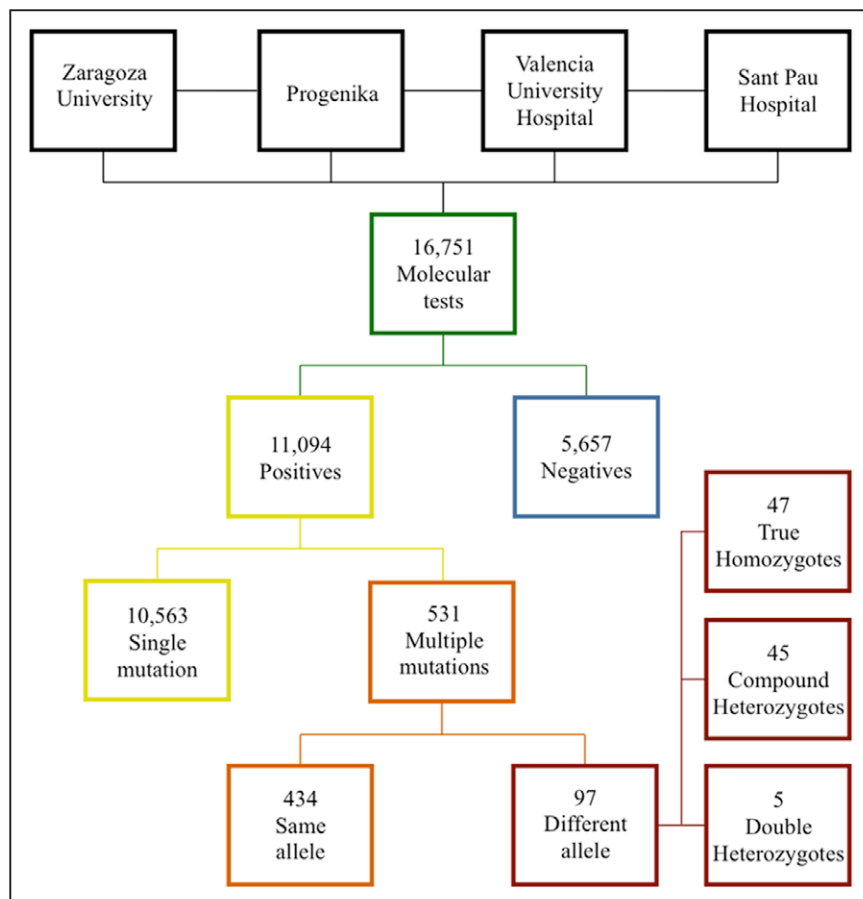 Zaragoza
University
Progenika
Valencia
University
Hospital
Sant Pau
Hospital
16,751
Molecular
tests
11,094
Positives
5,657
Negatives
47
True
Homozygotes
10,563
Single
mutation
531
Multiple
mutations
45
Compound
Heterozygotes
434
Same
allele
97
Different
allele
5
Double
Heterozygotes